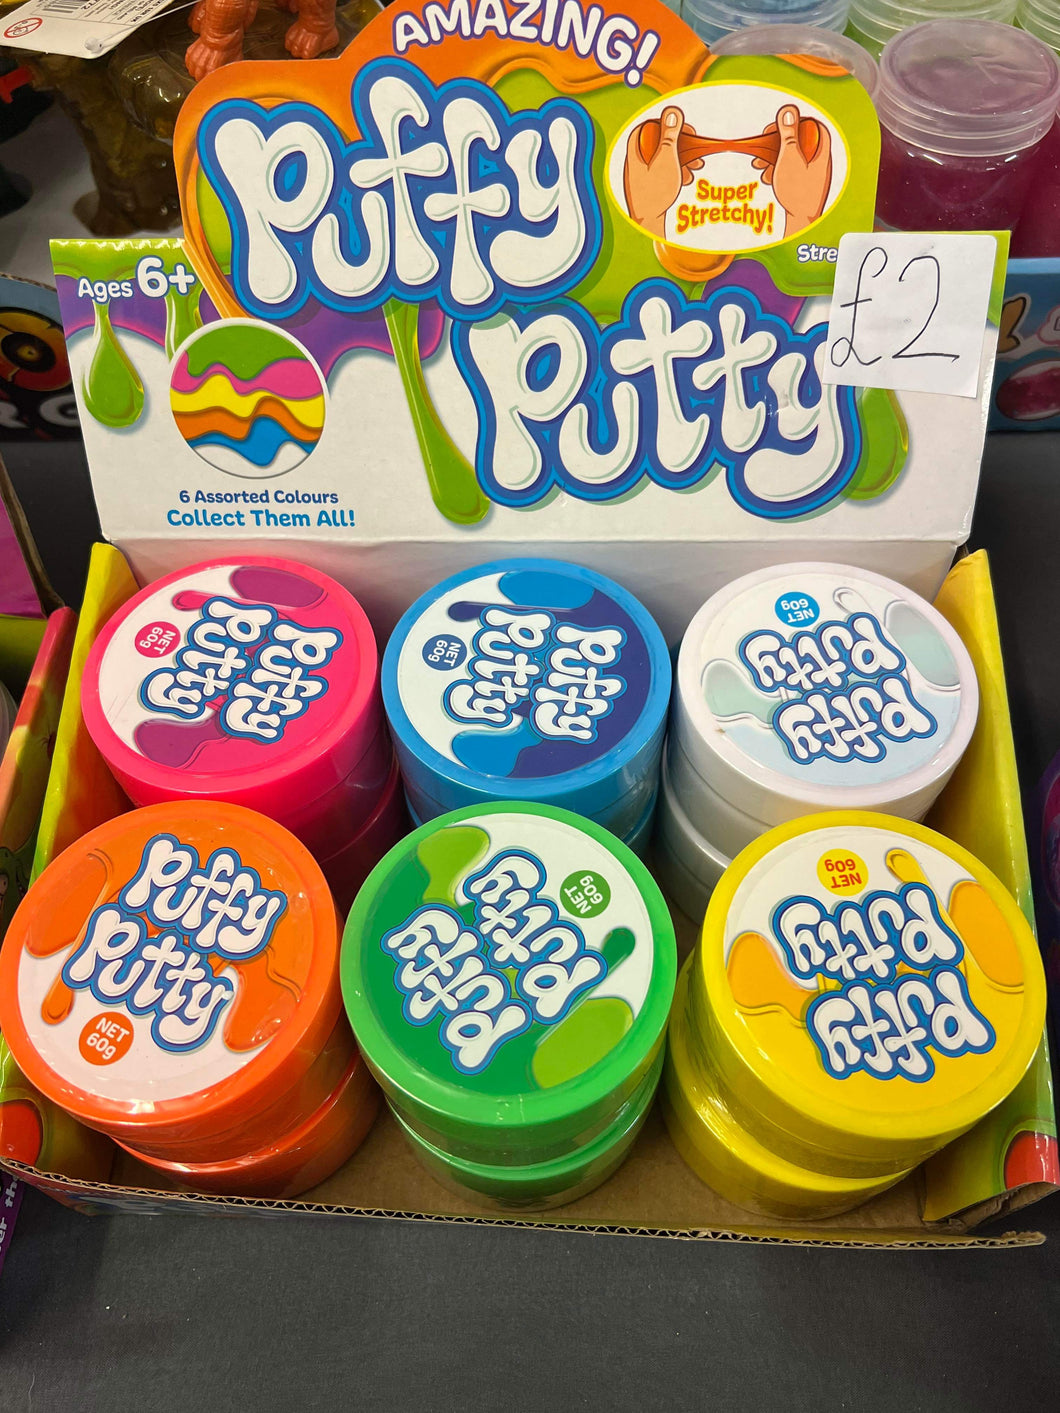 AMAZING!
Puffy
Putty
Super
Stretchy!
Stre
£2
Ages 6+
6 Assorted Colours
Collect Them All!
Puffy
Putty
NET
60g
Puffy
Putty
NET
60g
Puffy
Putty
NET
60g
Puffy
Putty
NET
60g
Puffy
Putty
NET
60g
Puffy
Putty
NET
60g